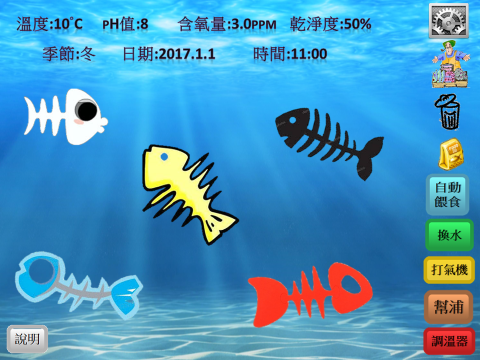 溫度:10°C PH值:8 含氧量:3.0PPM 乾淨度:50%
季節:冬 日期:2017.1.1 時間:11:00
自動
餵食
換水
打氣機
幫浦
調溫器
說明